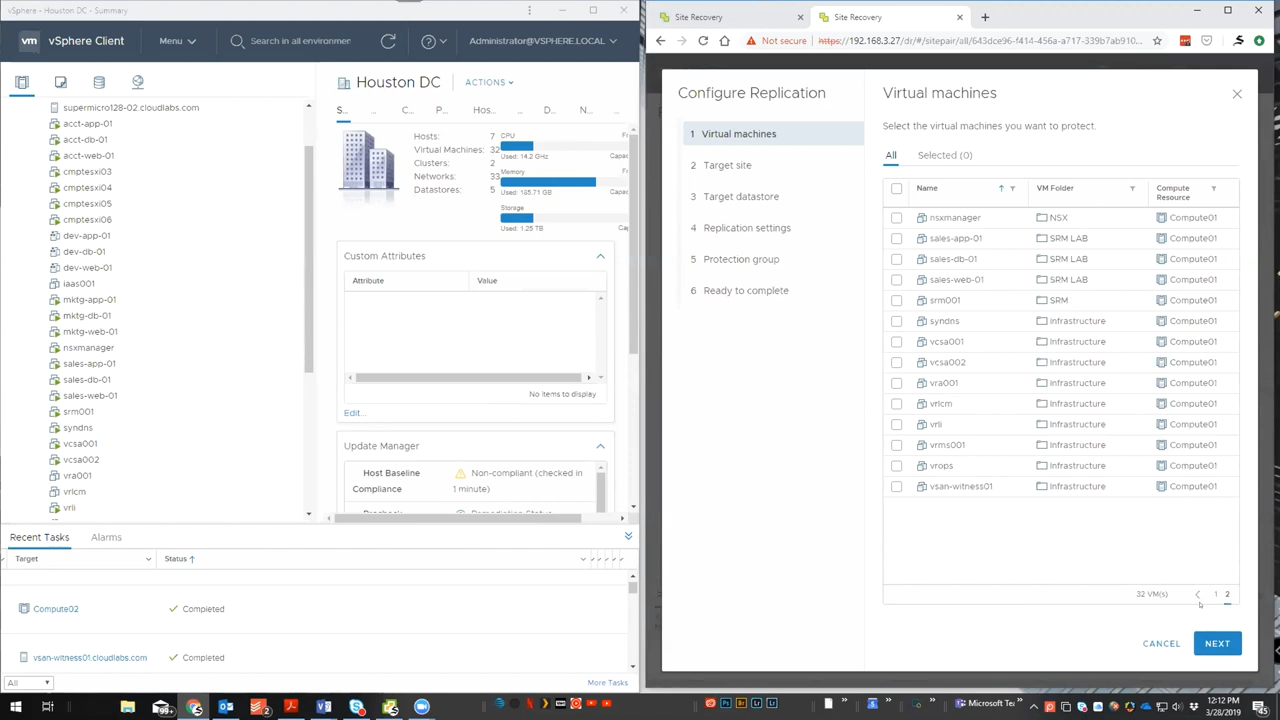 vSphere - Houston DC - Summary
vm vSphere Client Menu Search in all environmen Administrator@VSPHERE.LOCAL
supermicro128-02.cloudlabs.com
acct-app-01
acct-db-01
acct-web-01
cmptesxi03
cmptesxi04
cmptesxi05
cmptesxi06
dev-app-01
dev-db-01
dev-web-01
iaas001
mktg-app-01
mktg-db-01
mktg-web-01
nsxmanager
sales-app-01
sales-db-01
sales-web-01
srm001
syndns
vcsa001
vcsa002
vra001
vrlcm
vrli
Houston DC ACTIONS
S... ... C... P... Hos... ... D... N... ...
Hosts: 7
Virtual Machines: 32
Clusters: 2
Networks: 33
Datastores: 5
CPU
Used: 14.2 GHz Capac
Memory
Used: 185.71 GB Capac
Storage
Used: 1.25 TB Capac
Custom Attributes
Attribute Value
No items to display
Edit...
Update Manager
Host Baseline Compliance
Non-compliant (checked in 1 minute)
Recent Tasks Alarms
Target Status
Compute02 Completed
vsan-witness01.cloudlabs.com Completed
All More Tasks
Site Recovery
Site Recovery
Not secure https://192.168.3.27/dr/#/sitepair/all/643dce96-f414-456a-a717-339b7ab910...
Configure Replication
1 Virtual machines
2 Target site
3 Target datastore
4 Replication settings
5 Protection group
6 Ready to complete
Virtual machines
Select the virtual machines you want to protect.
All Selected (0)
Name VM Folder Compute Resource
nsxmanager NSX Compute01
sales-app-01 SRM LAB Compute01
sales-db-01 SRM LAB Compute01
sales-web-01 SRM LAB Compute01
srm001 SRM Compute01
syndns Infrastructure Compute01
vcsa001 Infrastructure Compute01
vcsa002 Infrastructure Compute01
vra001 Infrastructure Compute01
vrlcm Infrastructure Compute01
vrli Infrastructure Compute01
vrms001 Infrastructure Compute01
vrops Infrastructure Compute01
vsan-witness01 Infrastructure Compute01
32 VM(s) 1 2
CANCEL NEXT
99+ Microsoft Te 12:12 PM
3/28/2019 45